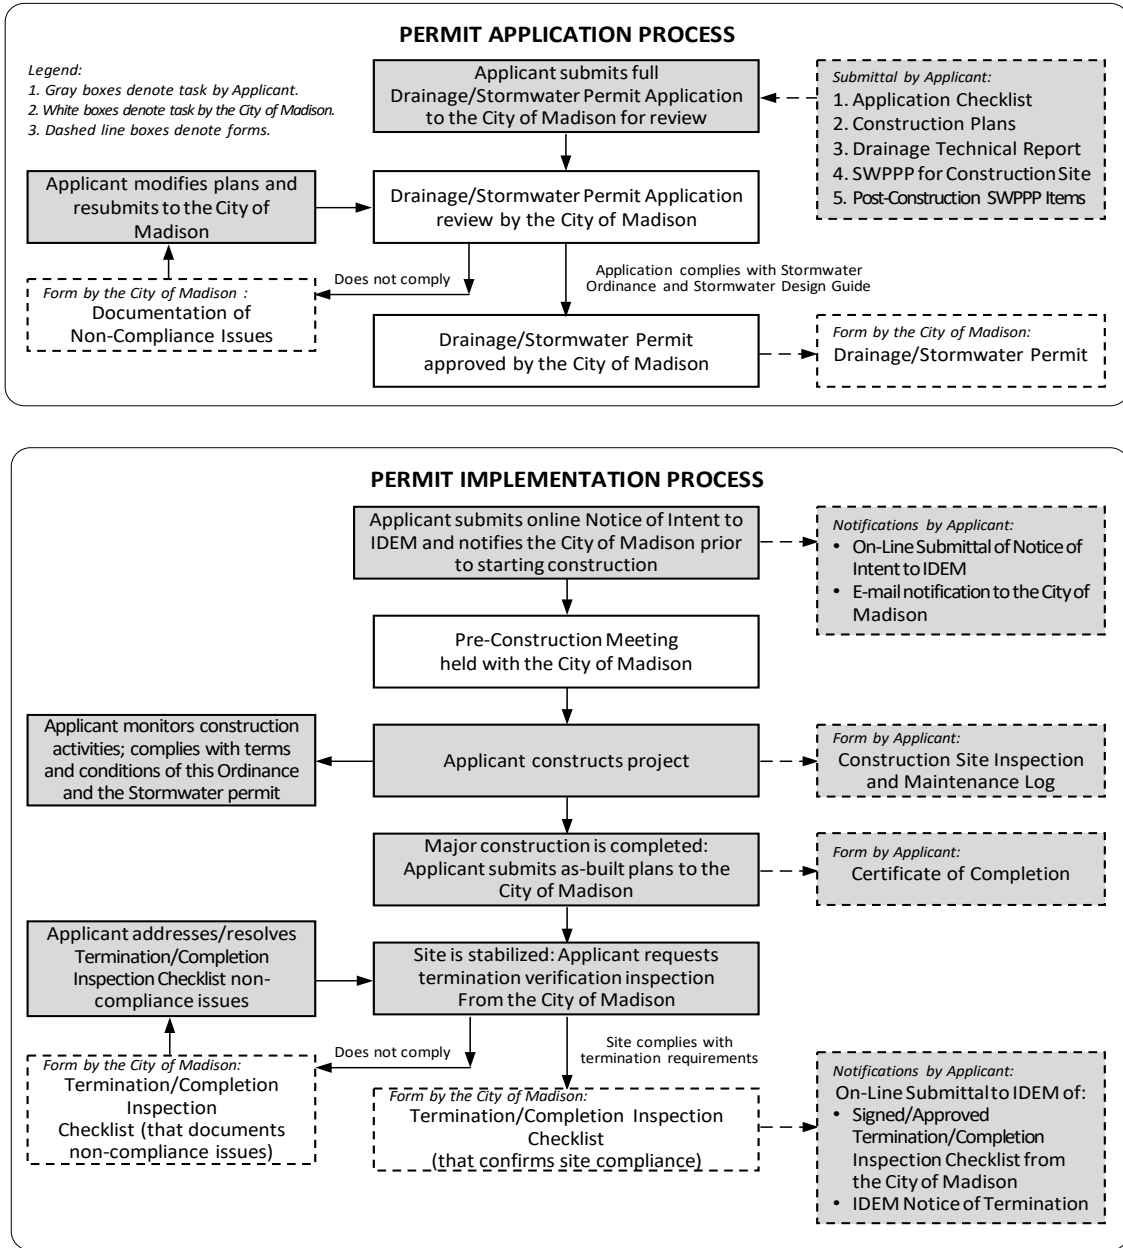 PERMIT APPLICATION PROCESS
Legend:
1. Gray boxes denote task by Applicant.
2. White boxes denote task by the City of Madison.
3. Dashed line boxes denote forms.
Applicant submits full
Drainage/Stormwater Permit Application
to the City of Madison for review
Submittal by Applicant:
1. Application Checklist
2. Construction Plans
3. Drainage Technical Report
4. SWPPP for Construction Site
5. Post-Construction SWPPP Items
Applicant modifies plans and
resubmits to the City of
Madison
Drainage/Stormwater Permit Application
review by the City of Madison
Does not comply
Application complies with Stormwater
Ordinance and Stormwater Design Guide
Form by the City of Madison :
Documentation of
Non-Compliance Issues
Drainage/Stormwater Permit
approved by the City of Madison
Form by the City of Madison:
Drainage/Stormwater Permit
PERMIT IMPLEMENTATION PROCESS
Applicant submits online Notice of Intent to
IDEM and notifies the City of Madison prior
to starting construction
Notifications by Applicant:
• On-Line Submittal of Notice of
Intent to IDEM
• E-mail notification to the City of
Madison
Pre-Construction Meeting
held with the City of Madison
Applicant monitors construction
activities; complies with terms
and conditions of this Ordinance
and the Stormwater permit
Applicant constructs project
Form by Applicant:
Construction Site Inspection
and Maintenance Log
Major construction is completed:
Applicant submits as-built plans to the
City of Madison
Form by Applicant:
Certificate of Completion
Applicant addresses/resolves
Termination/Completion
Inspection Checklist non-
compliance issues
Site is stabilized: Applicant requests
termination verification inspection
From the City of Madison
Does not comply
Site complies with
termination requirements
Form by the City of Madison:
Termination/Completion
Inspection
Checklist (that documents
non-compliance issues)
Form by the City of Madison:
Termination/Completion Inspection
Checklist
(that confirms site compliance)
Notifications by Applicant:
On-Line Submittal to IDEM of:
• Signed/Approved
Termination/Completion
Inspection Checklist from
the City of Madison
• IDEM Notice of Termination